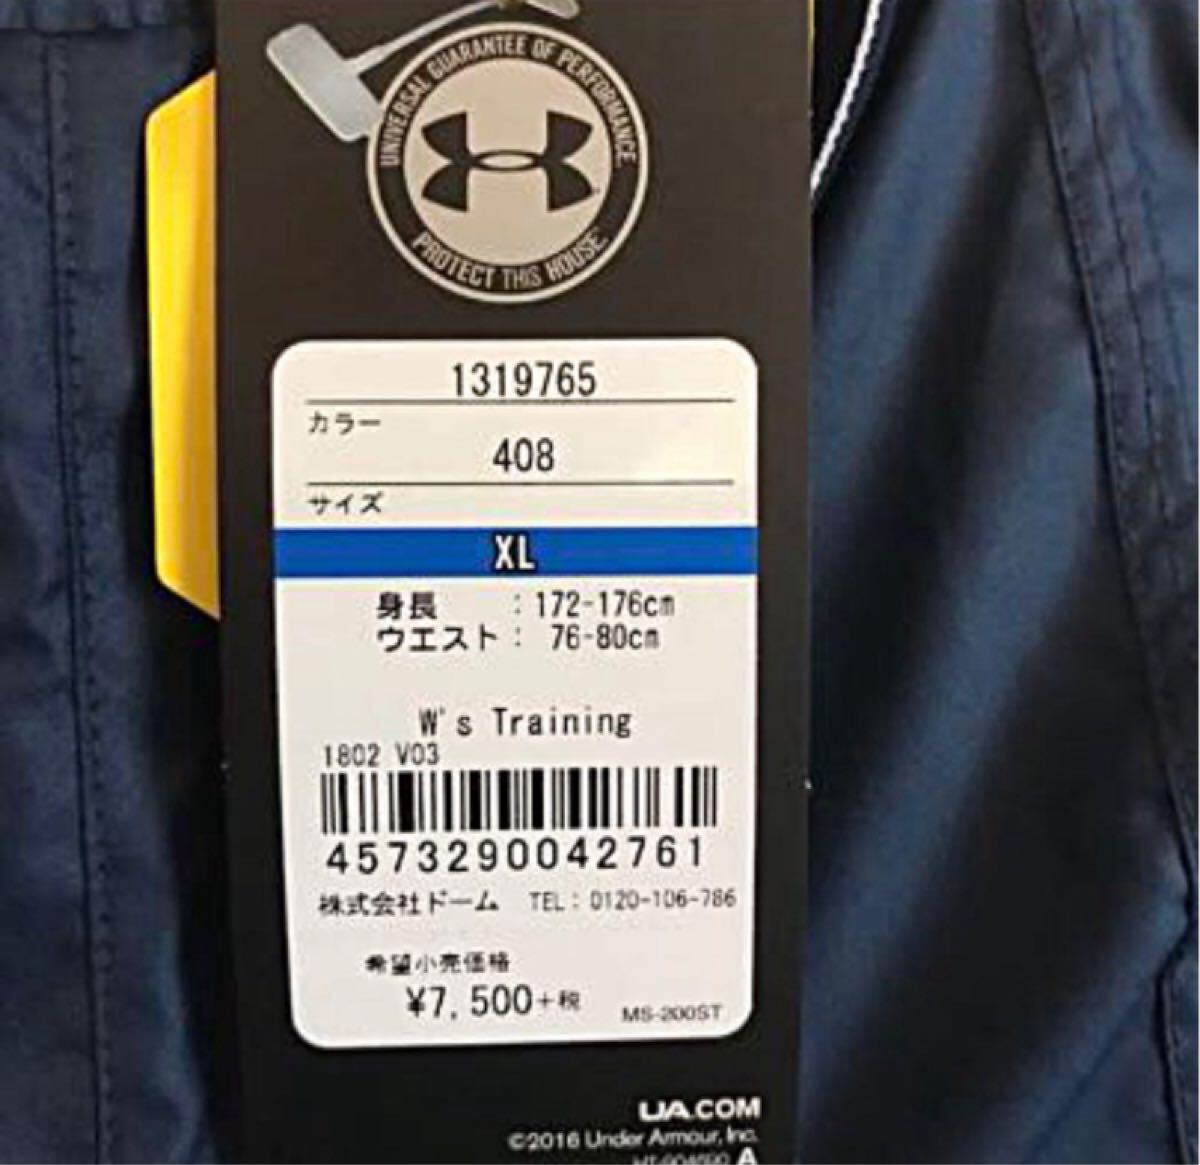 UNIVERSAL GUARANTEE OF PERFORMANCE
PROTECT THIS HOUSE
1319765
カラー
408
サイズ
XL
身長 : 172-176cm
ウエスト : 76-80cm
W's Training
1802 V03
4573290042761
株式会社ドーム TEL : 0120-106-786
希望小売価格
¥7,500+税
MS-200ST
UA.COM
©2016 Under Armour, Inc.
A